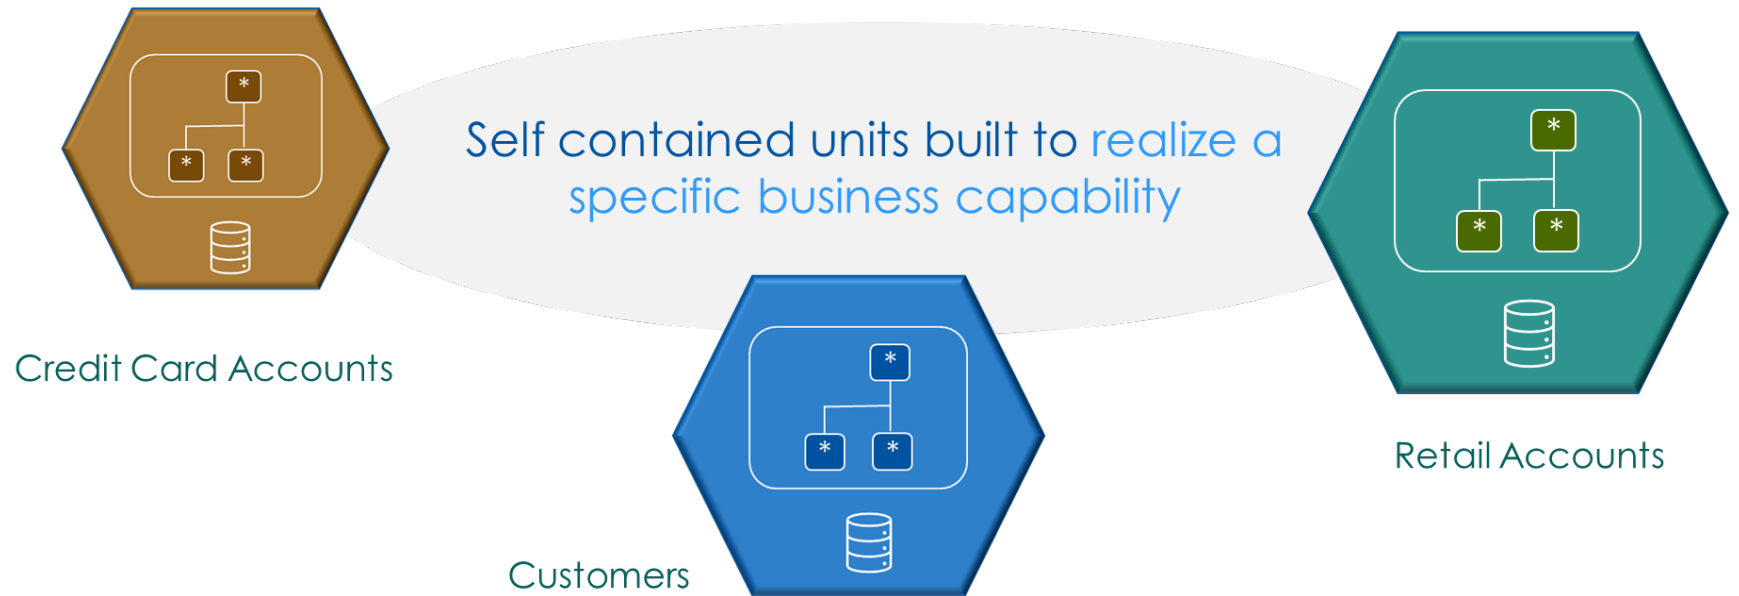 *
* *
Self contained units built to realize a
specific business capability
*
* *
Credit Card Accounts
*
* *
Retail Accounts
Customers